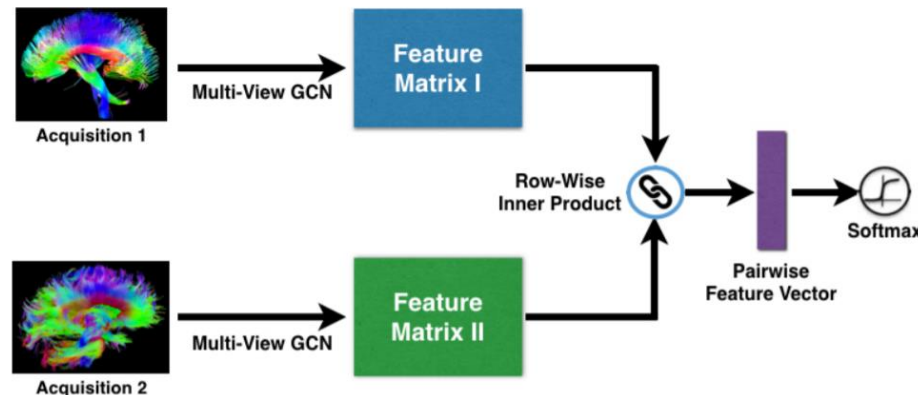 Acquisition 1
Multi-View GCN
Feature
Matrix I
Row-Wise
Inner Product
Pairwise
Feature Vector
Softmax
Acquisition 2
Multi-View GCN
Feature
Matrix II